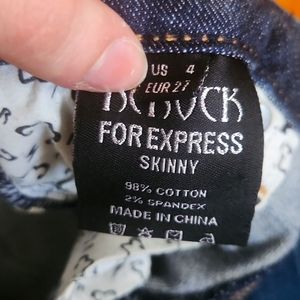 US 4
EUR 27
FOR EXPRESS
SKINNY
98% COTTON
2% SPANDEX
MADE IN CHINA